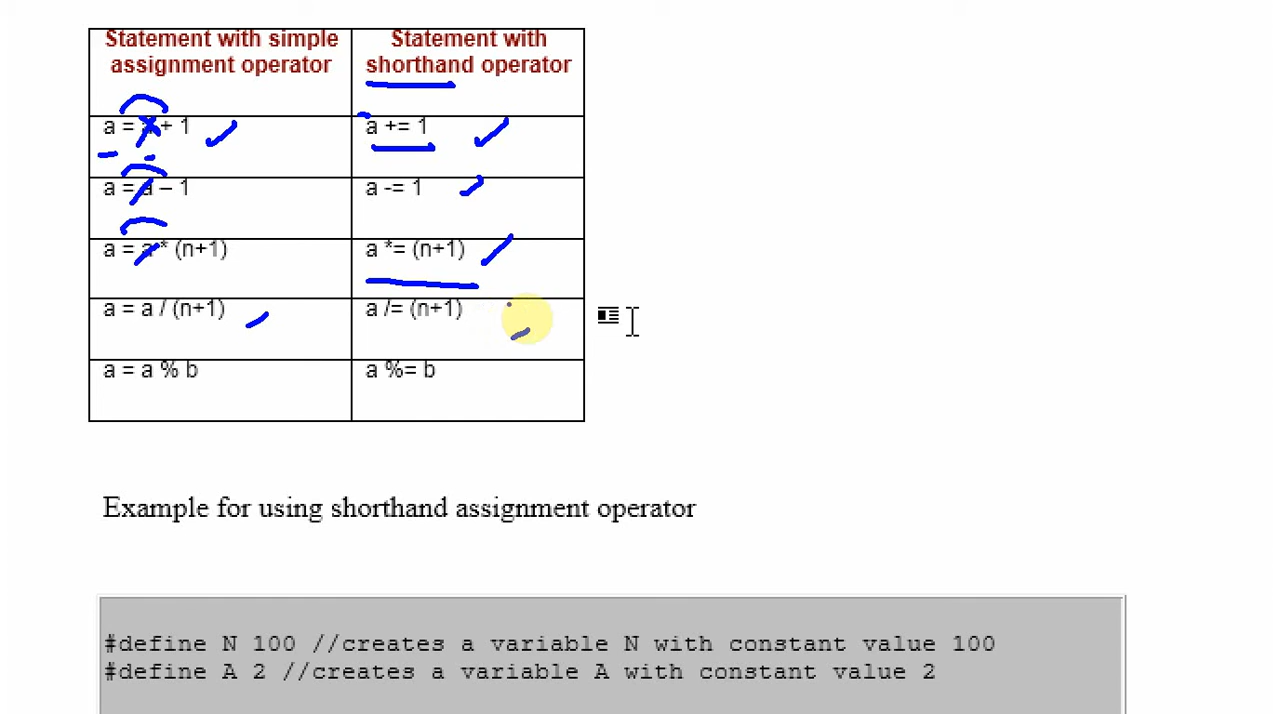 Statement with simple assignment operator
Statement with shorthand operator
a = a + 1
a += 1
a = a – 1
a -= 1
a = a * (n+1)
a *= (n+1)
a = a / (n+1)
a /= (n+1)
a = a % b
a %= b
Example for using shorthand assignment operator
#define N 100 //creates a variable N with constant value 100
#define A 2 //creates a variable A with constant value 2